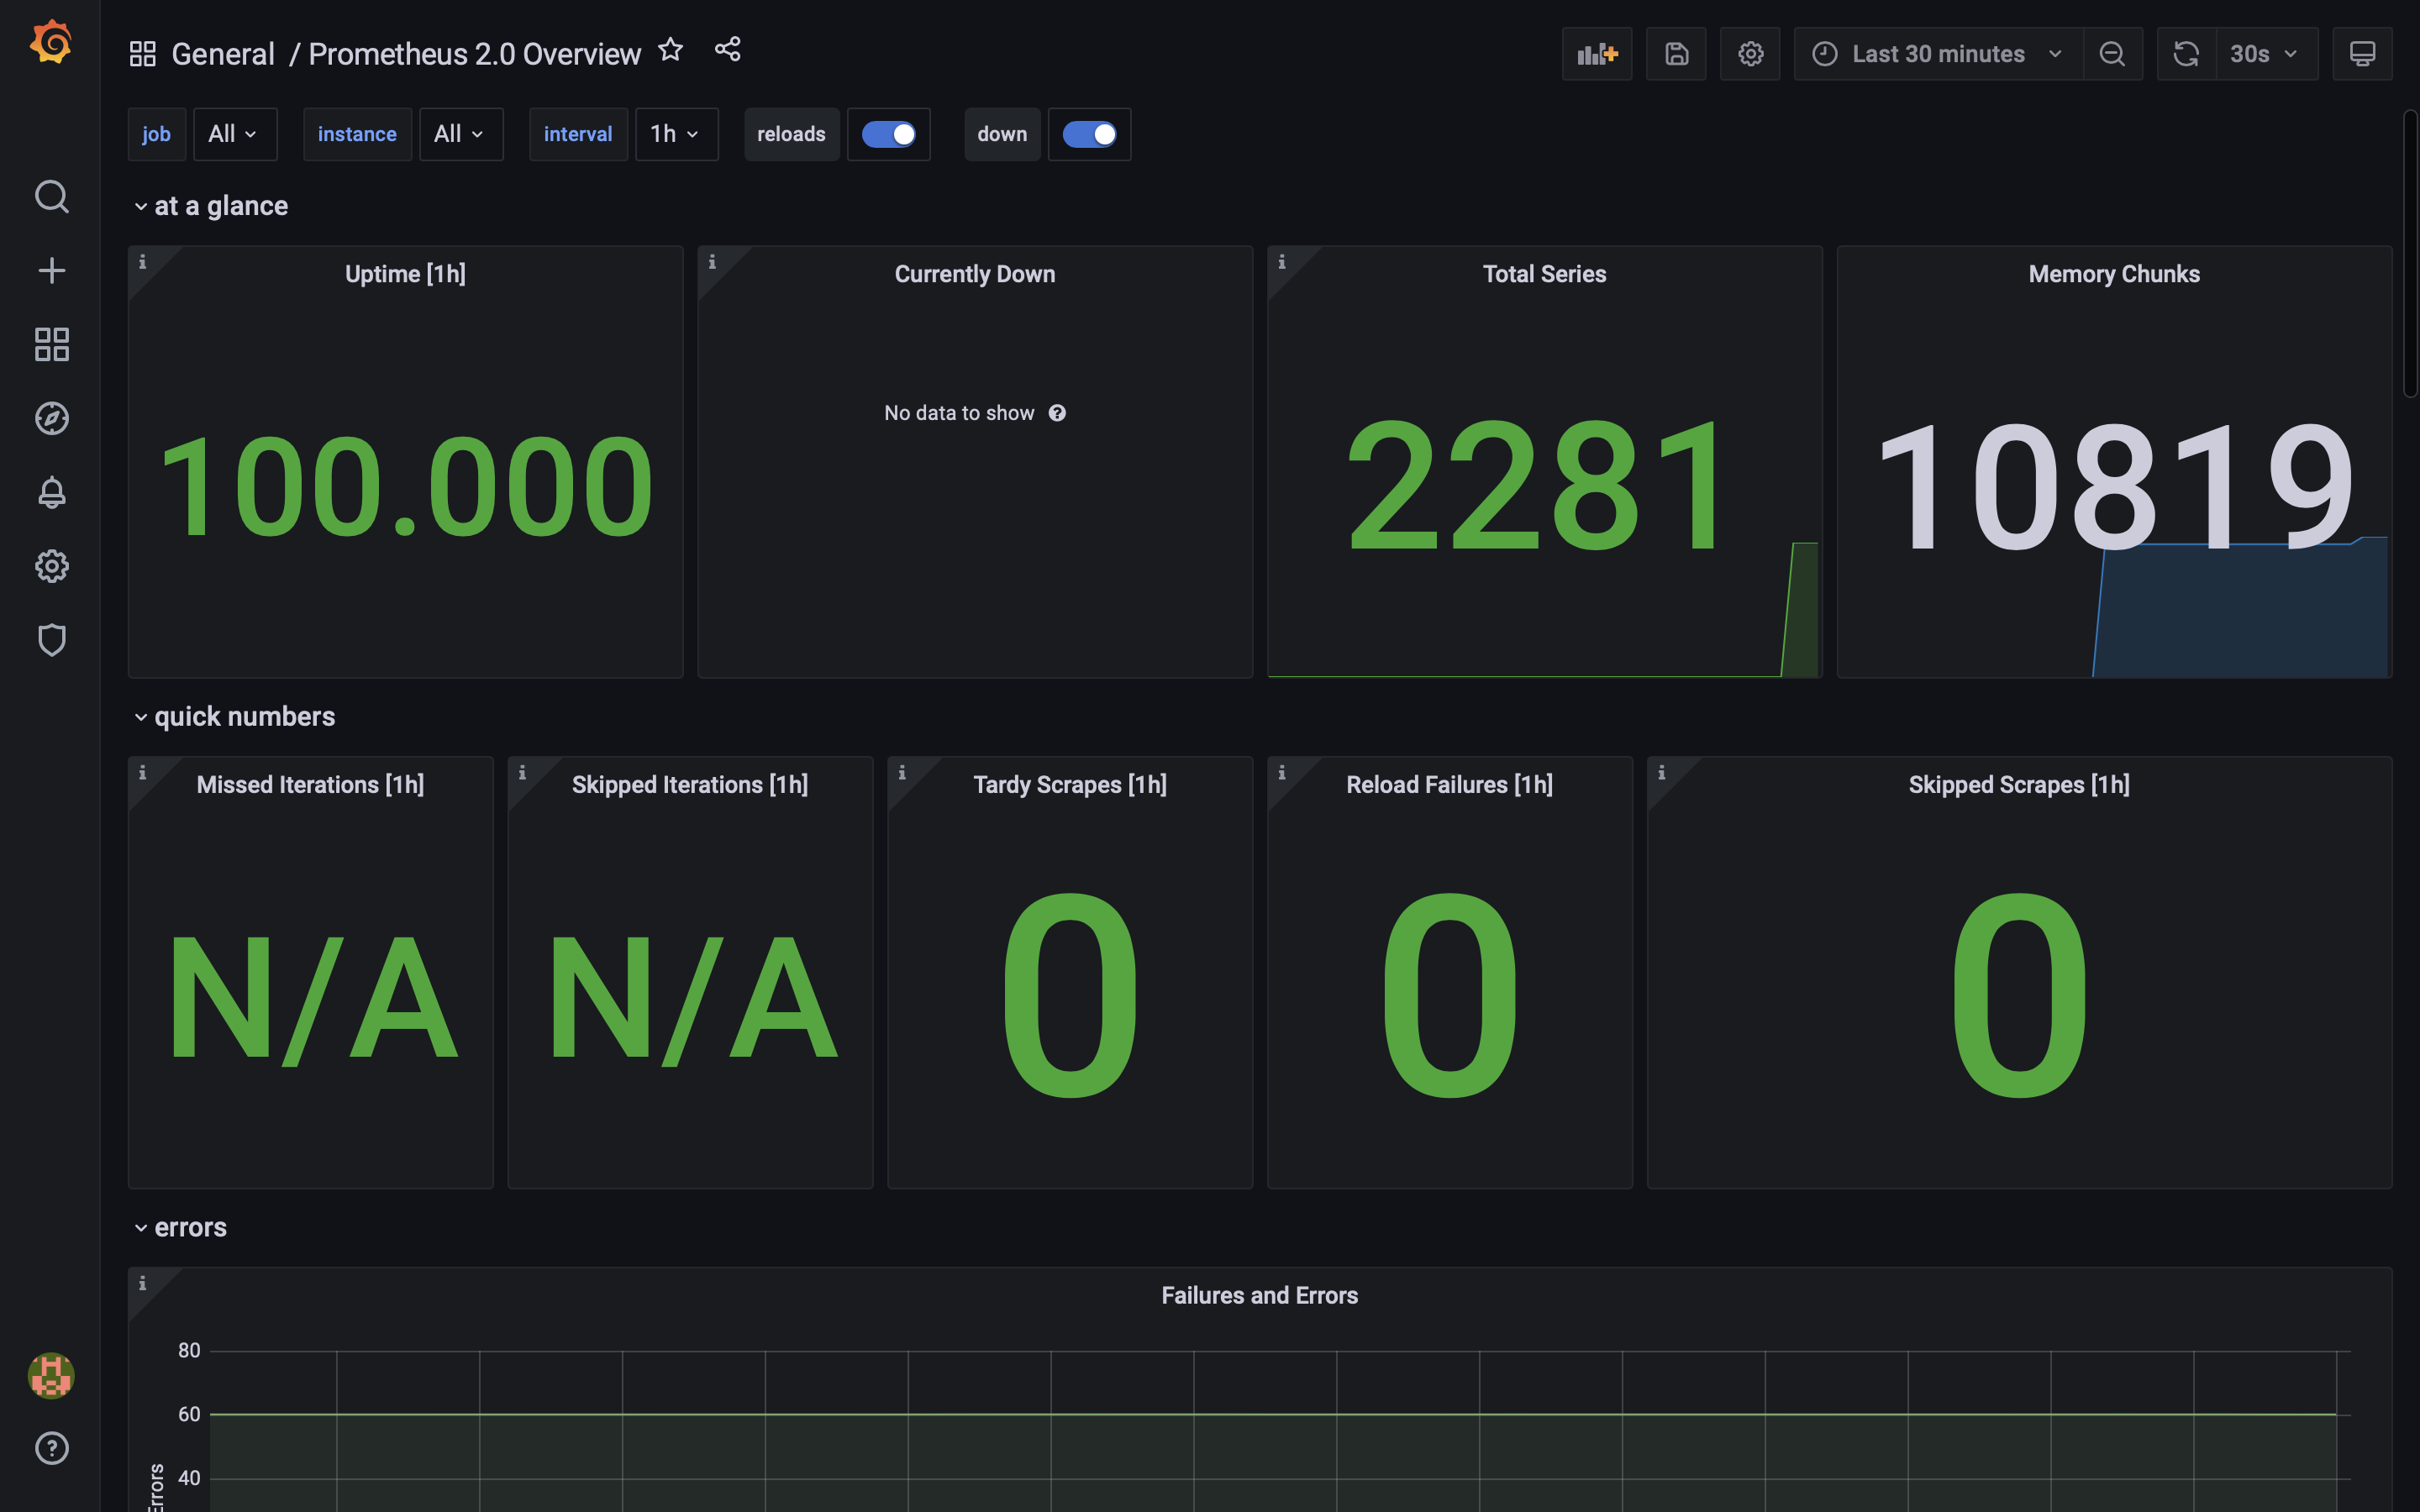 General / Prometheus 2.0 Overview
Last 30 minutes
30s
job All instance All interval 1h reloads down
at a glance
Uptime [1h]
100.000
Currently Down
No data to show
Total Series
2281
Memory Chunks
10819
quick numbers
Missed Iterations [1h]
N/A
Skipped Iterations [1h]
N/A
Tardy Scrapes [1h]
0
Reload Failures [1h]
0
Skipped Scrapes [1h]
0
errors
Failures and Errors
80
60
40